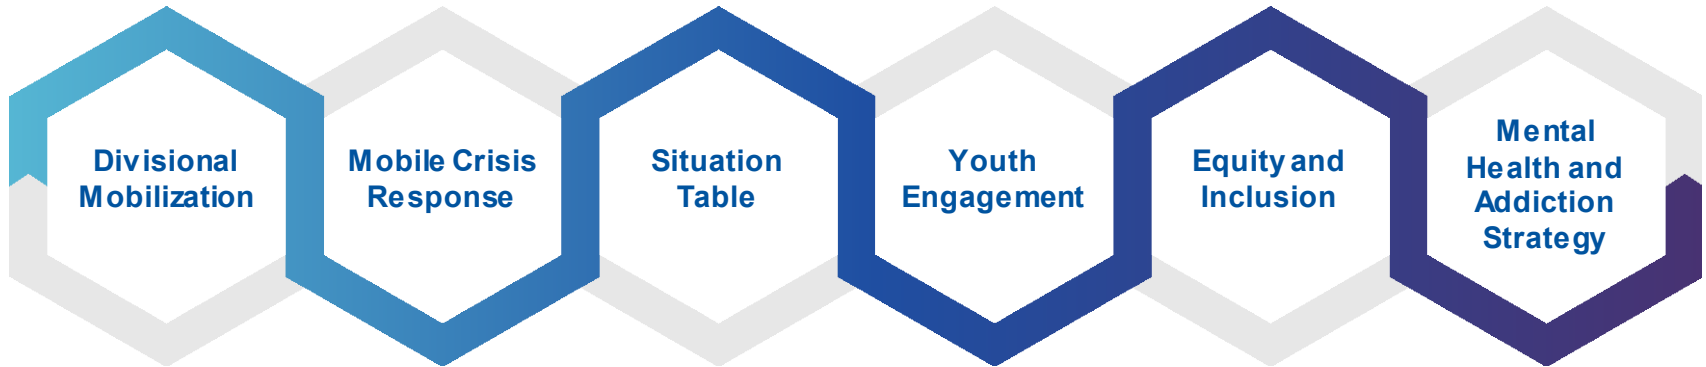 Divisional
Mobilization
Mobile Crisis
Response
Situation
Table
Youth
Engagement
Equity and
Inclusion
Mental
Health and
Addiction
Strategy